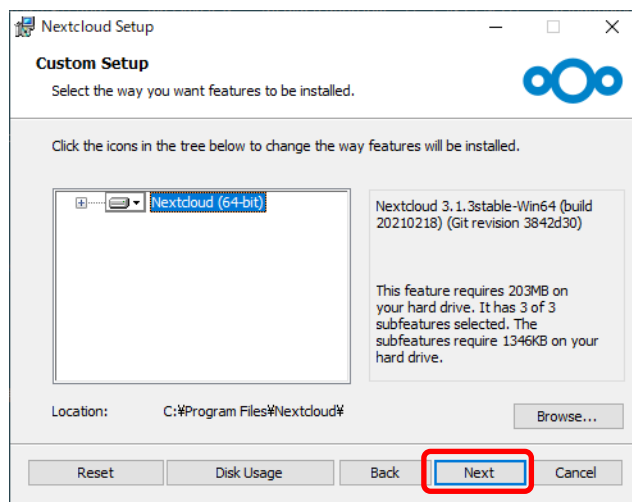 Nextcloud Setup
Custom Setup
Select the way you want features to be installed.
Click the icons in the tree below to change the way features will be installed.
Nextcloud (64-bit)
Nextcloud 3.1.3stable-Win64 (build
20210218) (Git revision 3842d30)
This feature requires 203MB on
your hard drive. It has 3 of 3
subfeatures selected. The
subfeatures require 1346KB on your
hard drive.
Location: C:¥Program Files¥Nextcloud¥
Browse...
Reset Disk Usage Back Next Cancel